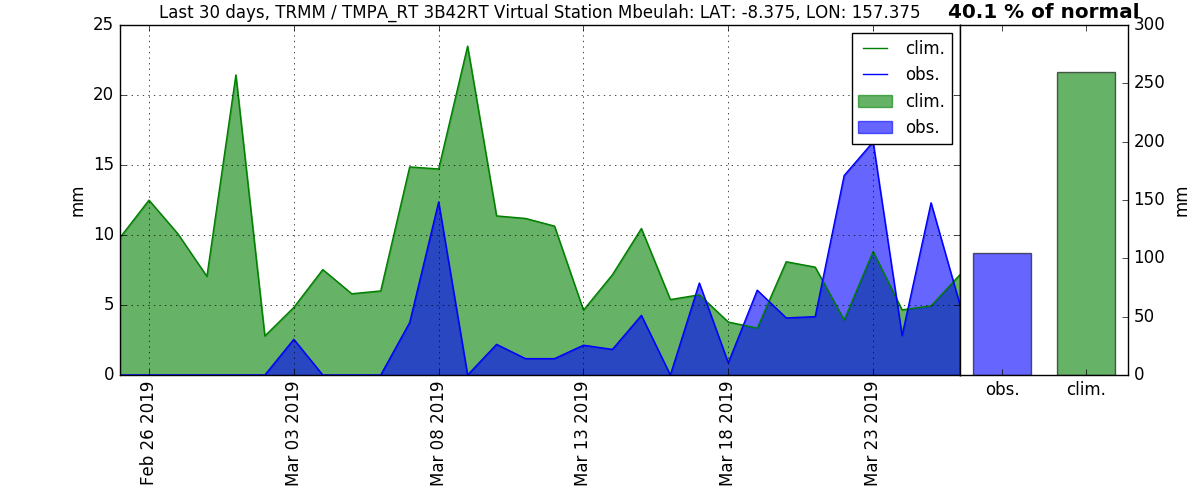 Last 30 days, TRMM / TMPA_RT 3B42RT Virtual Station Mbeulah: LAT: -8.375, LON: 157.375
40.1 % of normal
25
20
15
10
5
0
mm
clim.
obs.
clim.
obs.
300
250
200
150
100
50
0
mm
Feb 26 2019
Mar 03 2019
Mar 08 2019
Mar 13 2019
Mar 18 2019
Mar 23 2019
obs.
clim.